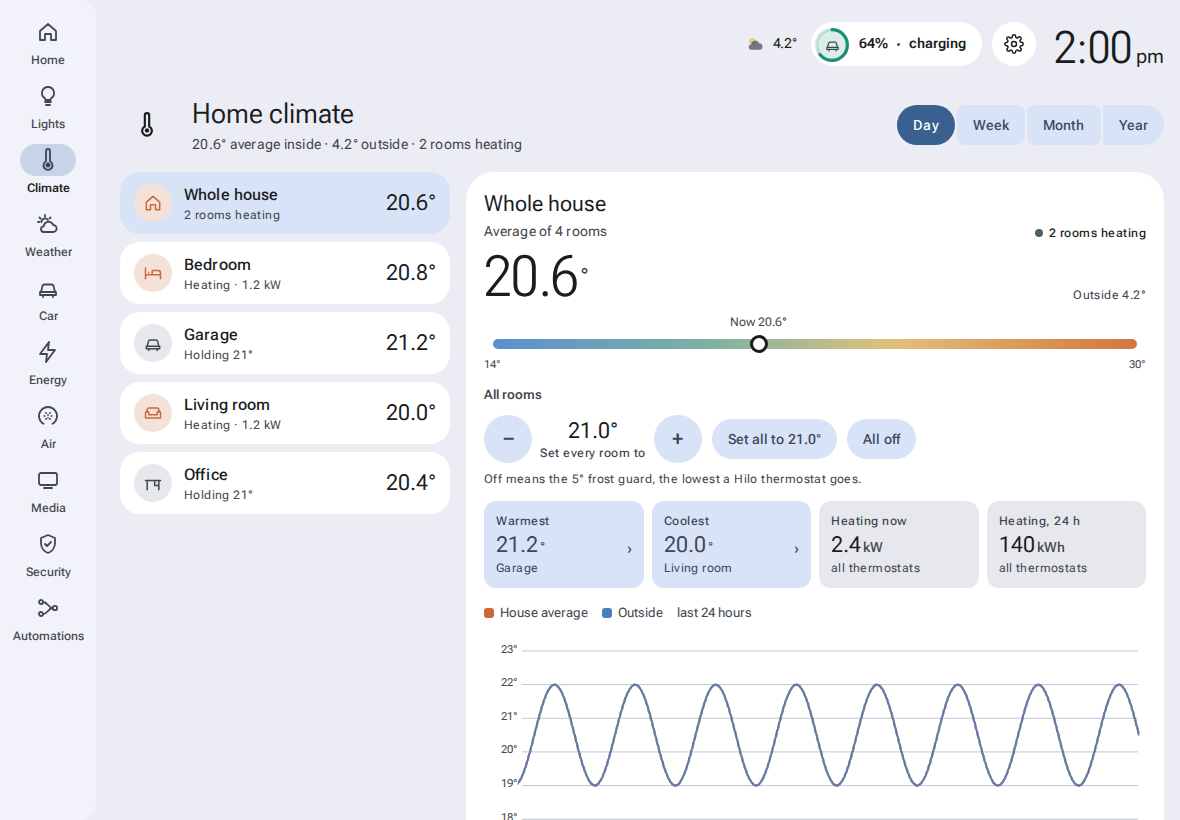 Home
Lights
Climate
Weather
Car
Energy
Air
Media
Security
Automations
4.2°
64% · charging
2:00 pm
Home climate
20.6° average inside · 4.2° outside · 2 rooms heating
Day
Week
Month
Year
Whole house
2 rooms heating
20.6°
Bedroom
Heating · 1.2 kW
20.8°
Garage
Holding 21°
21.2°
Living room
Heating · 1.2 kW
20.0°
Office
Holding 21°
20.4°
Whole house
Average of 4 rooms
2 rooms heating
20.6°
Outside 4.2°
Now 20.6°
14°
30°
All rooms
−
21.0°
Set every room to
+
Set all to 21.0°
All off
Off means the 5° frost guard, the lowest a Hilo thermostat goes.
Warmest
21.2°
Garage
›
Coolest
20.0°
Living room
›
Heating now
2.4 kW
all thermostats
Heating, 24 h
140 kWh
all thermostats
House average
Outside
last 24 hours
23°
22°
21°
20°
19°
18°